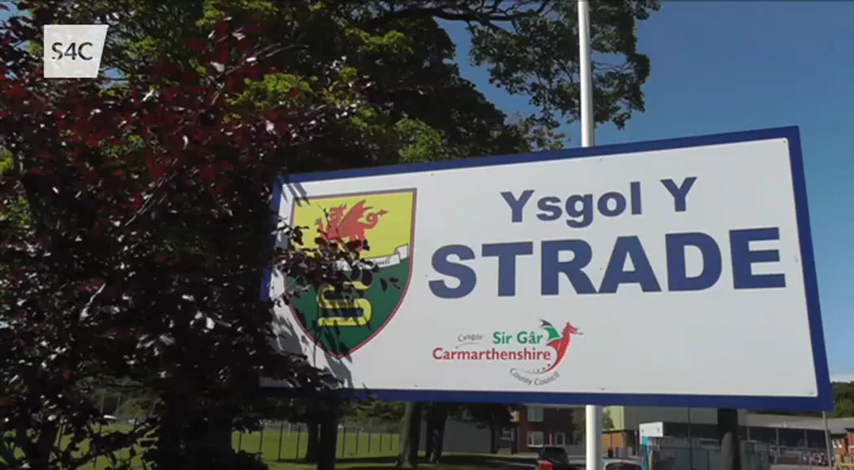 S4C
Ysgol Y
STRADE
Cyngor
Sir Gâr
Carmarthenshire
County Council